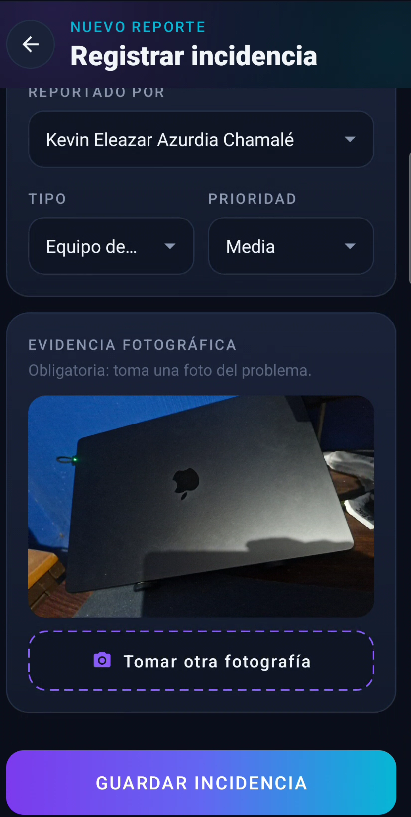 NUEVO REPORTE
Registrar incidencia
REPORTADO POR
Kevin Eleazar Azurdia Chamalé
TIPO
PRIORIDAD
Equipo de...
Media
EVIDENCIA FOTOGRÁFICA
Obligatoria: toma una foto del problema.
Tomar otra fotografía
GUARDAR INCIDENCIA